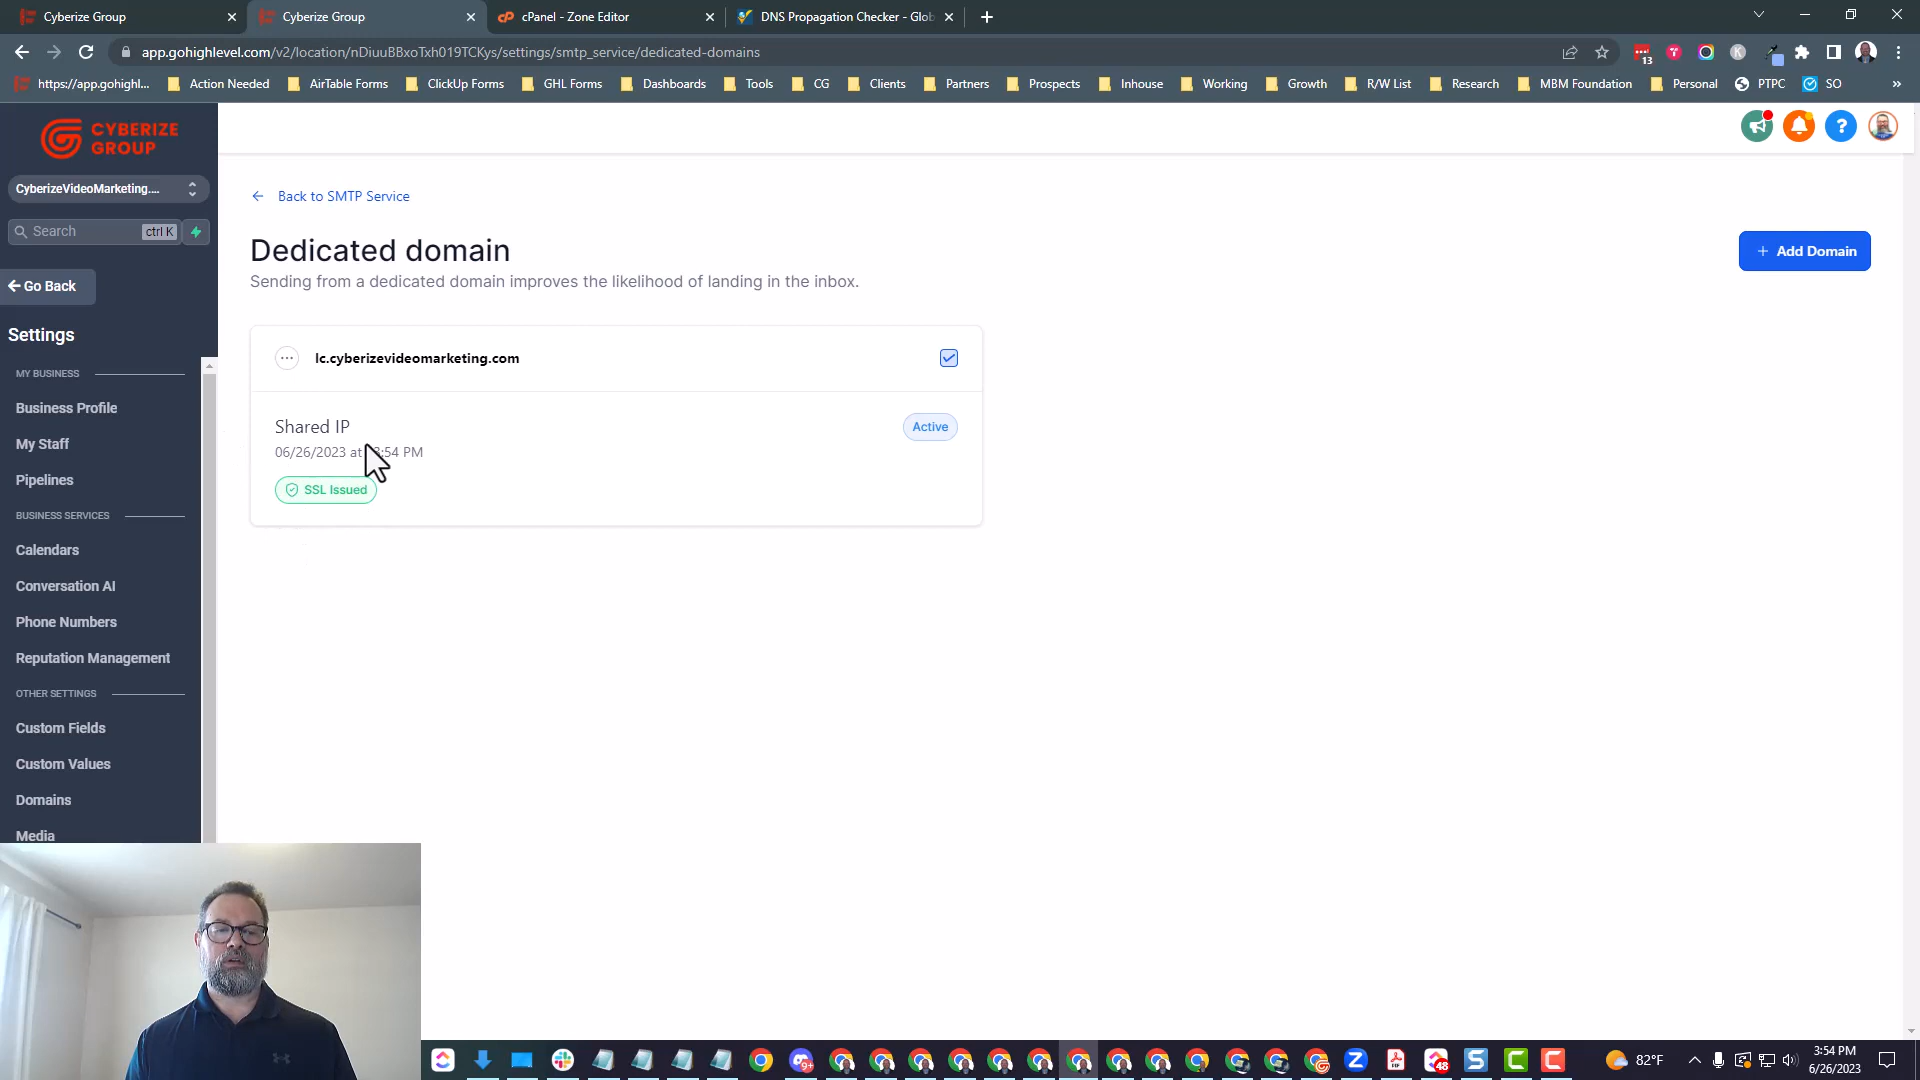 Cyberize Group
Cyberize Group
cPanel - Zone Editor
DNS Propagation Checker - Glob
app.gohighlevel.com/v2/location/nDiuuBBxoTxh019TCKys/settings/smtp_service/dedicated-domains
13
https://app.gohighl...
Action Needed
AirTable Forms
ClickUp Forms
GHL Forms
Dashboards
Tools
CG
Clients
Partners
Prospects
Inhouse
Working
Growth
R/W List
Research
MBM Foundation
Personal
PTPC
SO
»
CYBERIZE
GROUP
CyberizeVideoMarketing....
Search
ctrl K
Go Back
Settings
MY BUSINESS
Business Profile
My Staff
Pipelines
BUSINESS SERVICES
Calendars
Conversation AI
Phone Numbers
Reputation Management
OTHER SETTINGS
Custom Fields
Custom Values
Domains
Media
Back to SMTP Service
Dedicated domain
Sending from a dedicated domain improves the likelihood of landing in the inbox.
+ Add Domain
lc.cyberizevideomarketing.com
Shared IP
Active
06/26/2023 at 3:54 PM
SSL Issued
9+
48
82°F
3:54 PM
6/26/2023